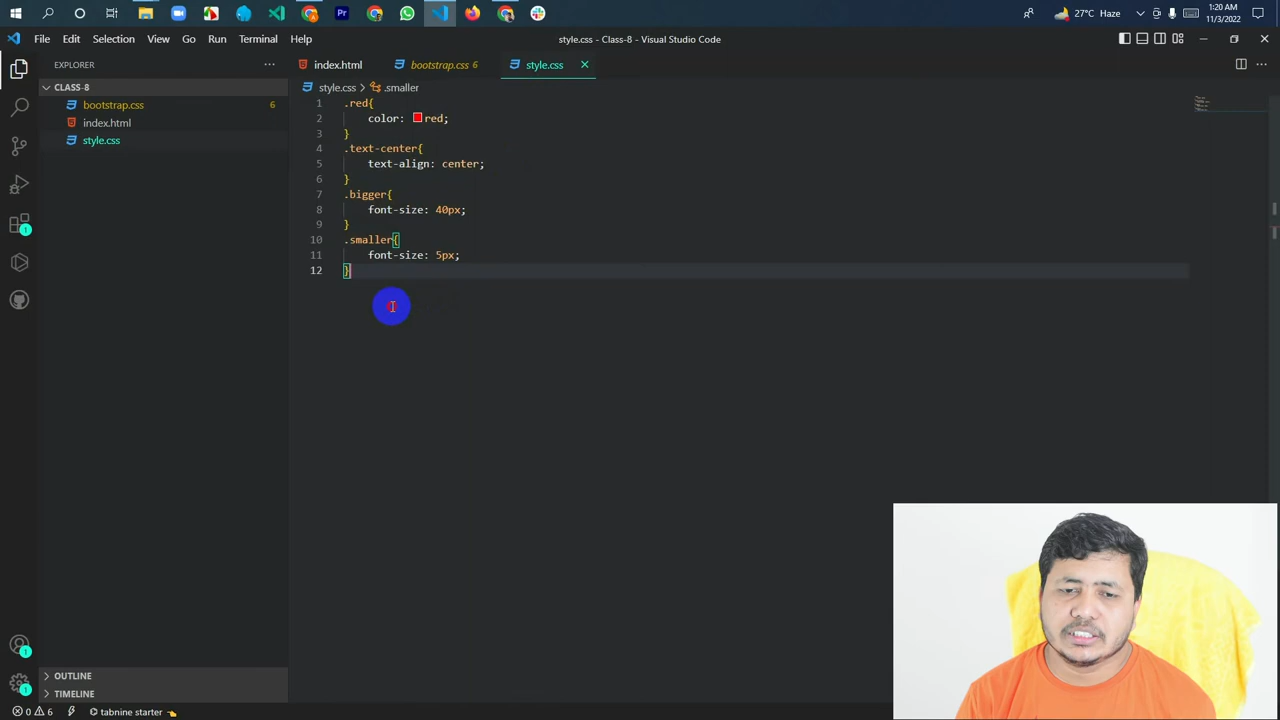 1:20 AM
27°C Haze
11/3/2022
File Edit Selection View Go Run Terminal Help
style.css - Class-8 - Visual Studio Code
EXPLORER
index.html
bootstrap.css 6
style.css
CLASS-8
bootstrap.css 6
index.html
style.css
style.css > .smaller
1 .red{
2 color: red;
3 }
4 .text-center{
5 text-align: center;
6 }
7 .bigger{
8 font-size: 40px;
9 }
10 .smaller{
11 font-size: 5px;
12 }
OUTLINE
TIMELINE
0 6 tabnine starter